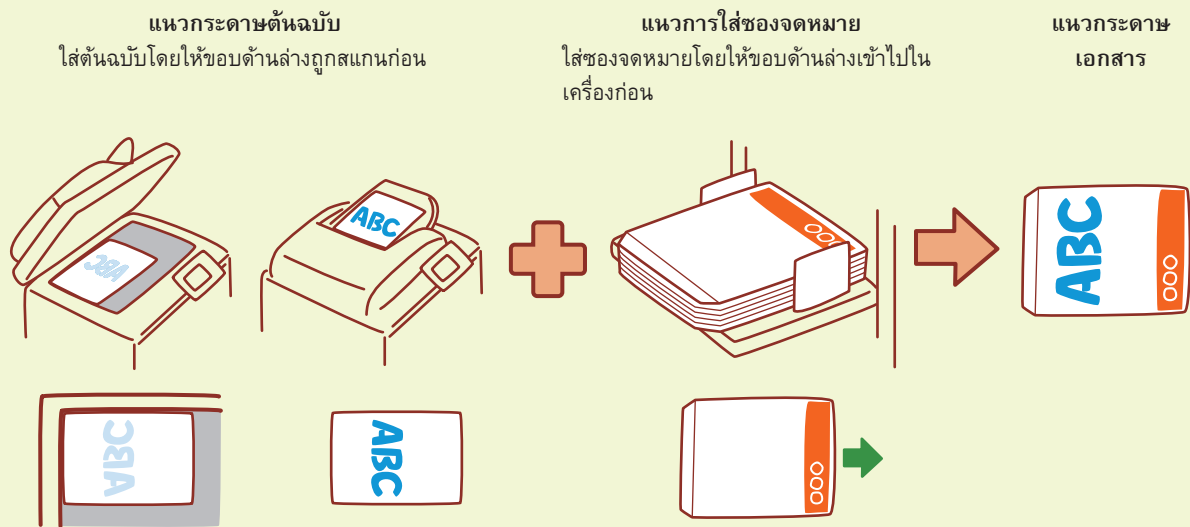 แนวกระดาษต้นฉบับ
ใส่ต้นฉบับโดยให้ขอบด้านล่างถูกสแกนก่อน
แนวการใส่ซองจดหมาย
ใส่ซองจดหมายโดยให้ขอบด้านล่างเข้าไปใน
เครื่องก่อน
แนวกระดาษ
เอกสาร
ABC
ABC
ABC
ABC
ABC